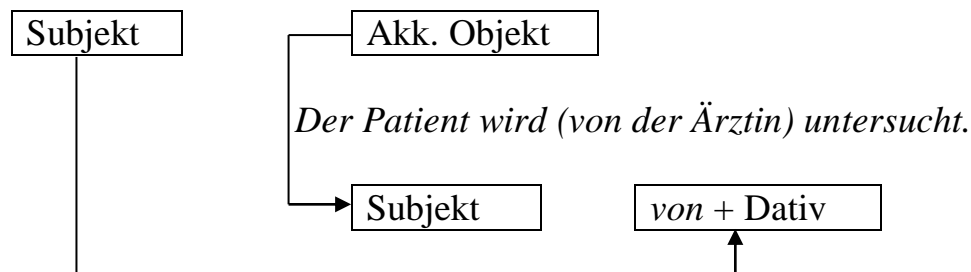 Subjekt Akk. Objekt
Der Patient wird (von der Ärztin) untersucht.
Subjekt von + Dativ